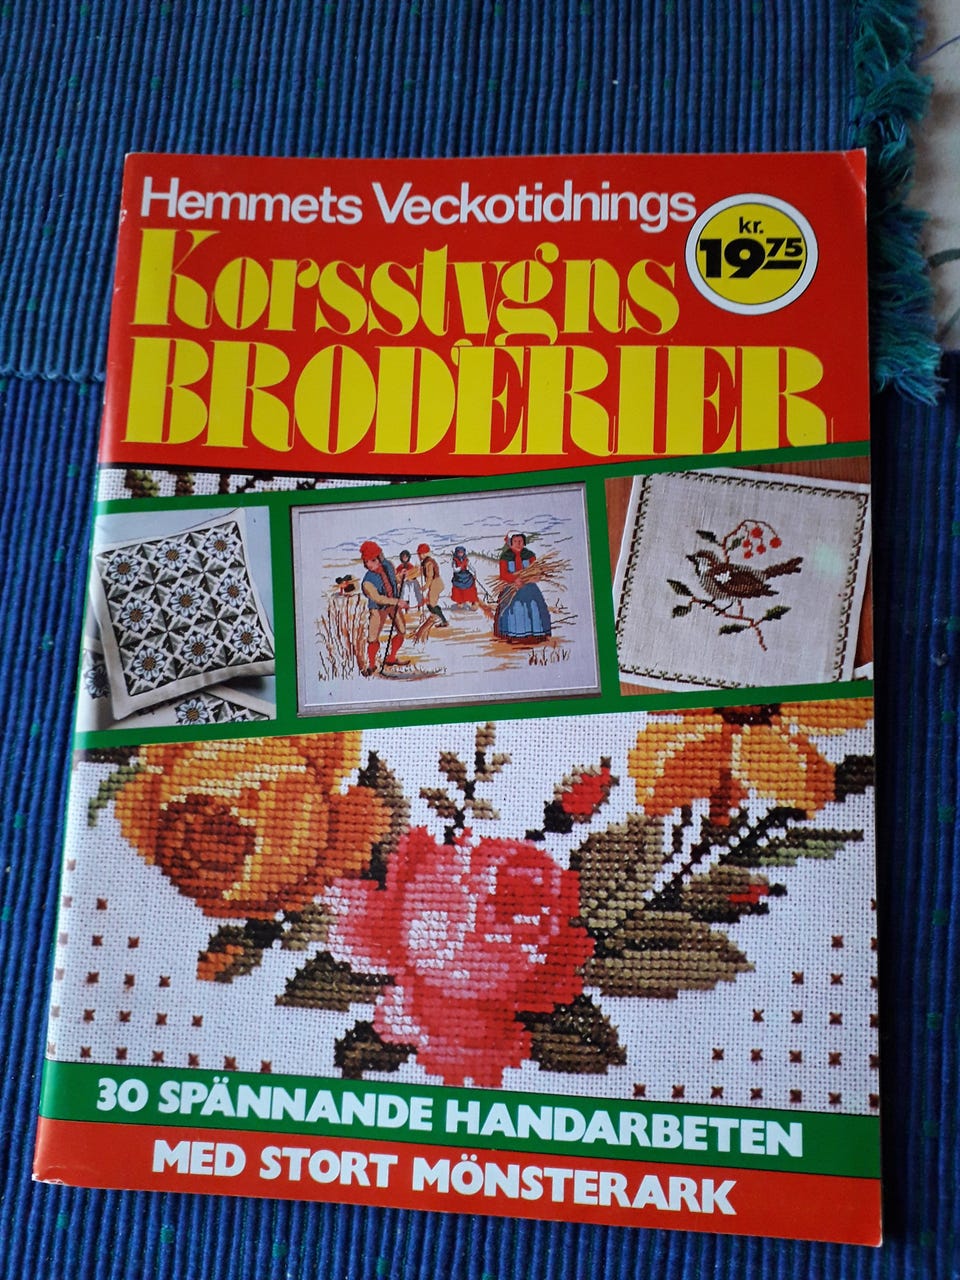 Hemmets Veckotidnings
kr.
19 75
Korsstygns
BRODERIER
30 SPÄNNANDE HANDARBETEN
MED STORT MÖNSTERARK